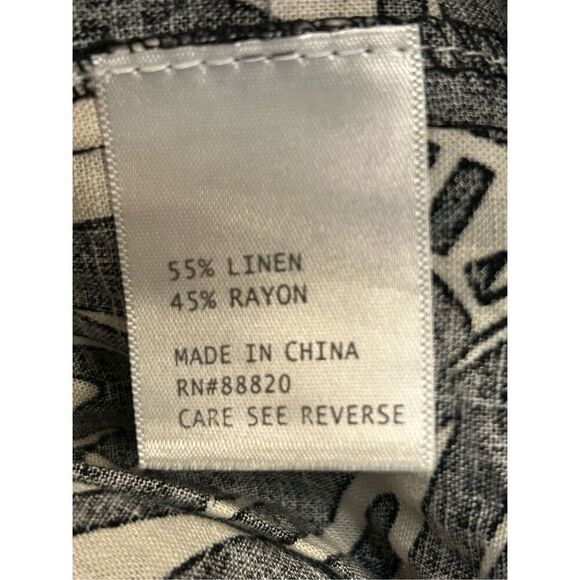 55% LINEN
45% RAYON
MADE IN CHINA
RN#88820
CARE SEE REVERSE